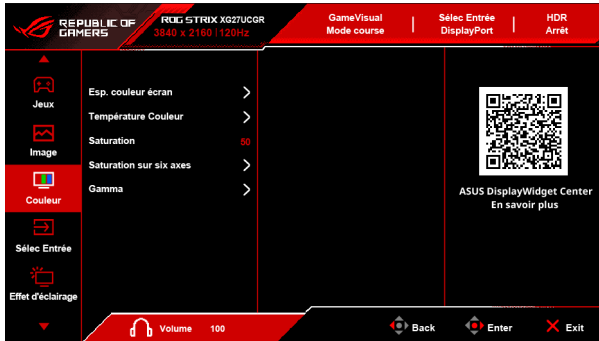 REPUBLIC OF
GAMERS
ROG STRIX XG27UCGR
3840 x 2160 | 120Hz
GameVisual
Mode course
Sélec Entrée
DisplayPort
HDR
Arrêt
Jeux
Image
Couleur
Sélec Entrée
Effet d'éclairage
Esp. couleur écran
Température Couleur
Saturation 50
Saturation sur six axes
Gamma
ASUS DisplayWidget Center
En savoir plus
Volume 100
Back
Enter
Exit